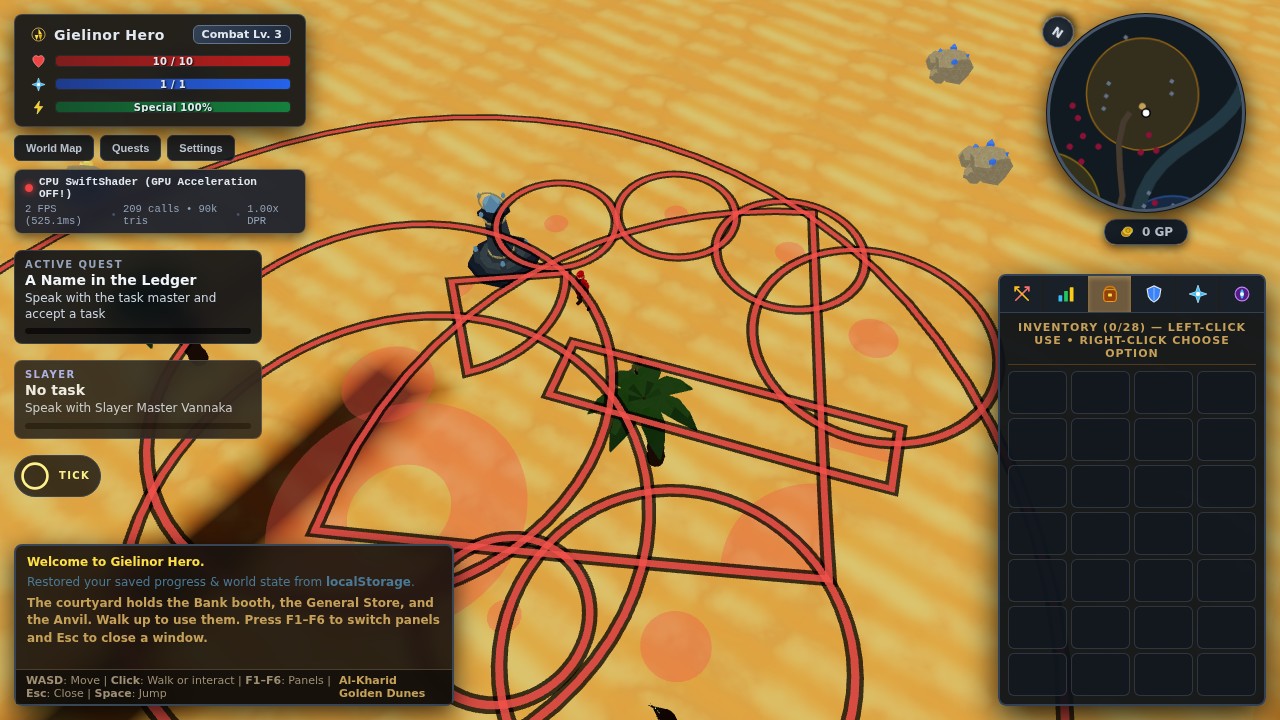 Gielinor Hero
Combat Lv. 3
10 / 10
1 / 1
Special 100%
World Map
Quests
Settings
CPU SwiftShader (GPU Acceleration
OFF!)
2 FPS
(525.1ms)
•
209 calls • 90k
tris
•
1.00x
DPR
ACTIVE QUEST
A Name in the Ledger
Speak with the task master and
accept a task
SLAYER
No task
Speak with Slayer Master Vannaka
TICK
Welcome to Gielinor Hero.
Restored your saved progress & world state from localStorage.
The courtyard holds the Bank booth, the General Store, and
the Anvil. Walk up to use them. Press F1–F6 to switch panels
and Esc to close a window.
WASD: Move | Click: Walk or interact | F1–F6: Panels |
Esc: Close | Space: Jump
Al-Kharid
Golden Dunes
N
0 GP
INVENTORY (0/28) — LEFT-CLICK
USE • RIGHT-CLICK CHOOSE
OPTION